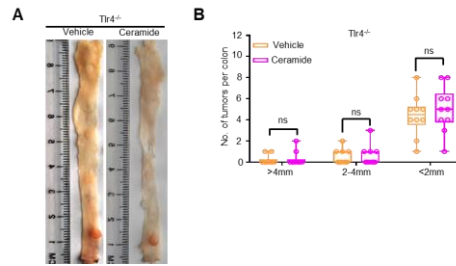 A
Tlr4-/-
Vehicle
Ceramide
B
Tlr4-/-
Vehicle
Ceramide
ns
ns
ns
No. of tumors per colon
12
10
8
6
4
2
0
>4mm
2-4mm
<2mm